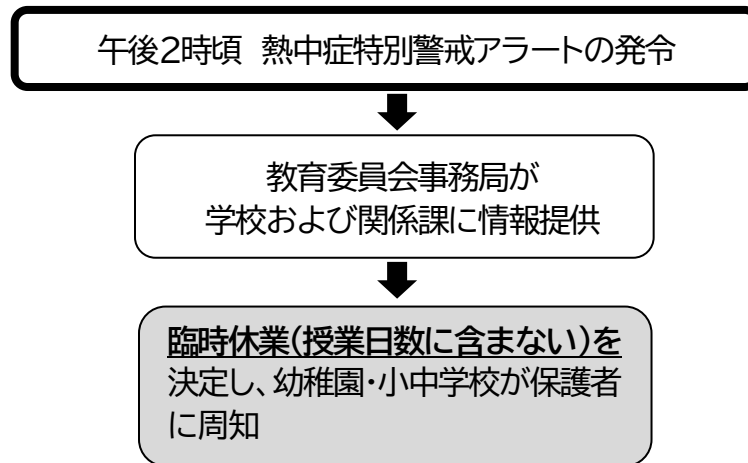 午後2時頃 熱中症特別警戒アラートの発令
教育委員会事務局が
学校および関係課に情報提供
臨時休業(授業日数に含まない)を
決定し、幼稚園・小中学校が保護者
に周知